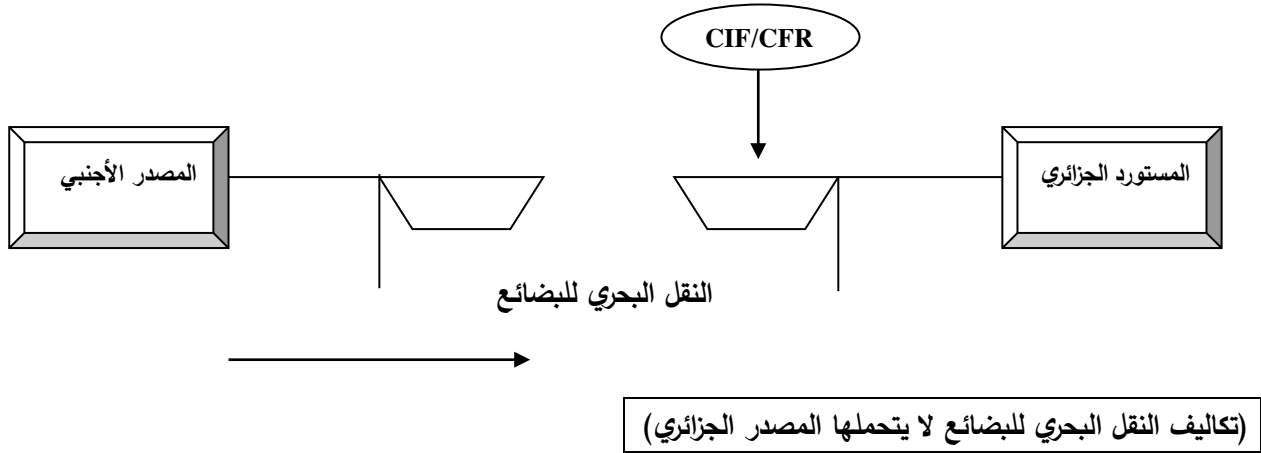 CIF/CFR
المصدر الأجنبي
المستورد الجزائري
النقل البحري للبضائع
(تكاليف النقل البحري للبضائع لا يتحملها المصدر الجزائري)